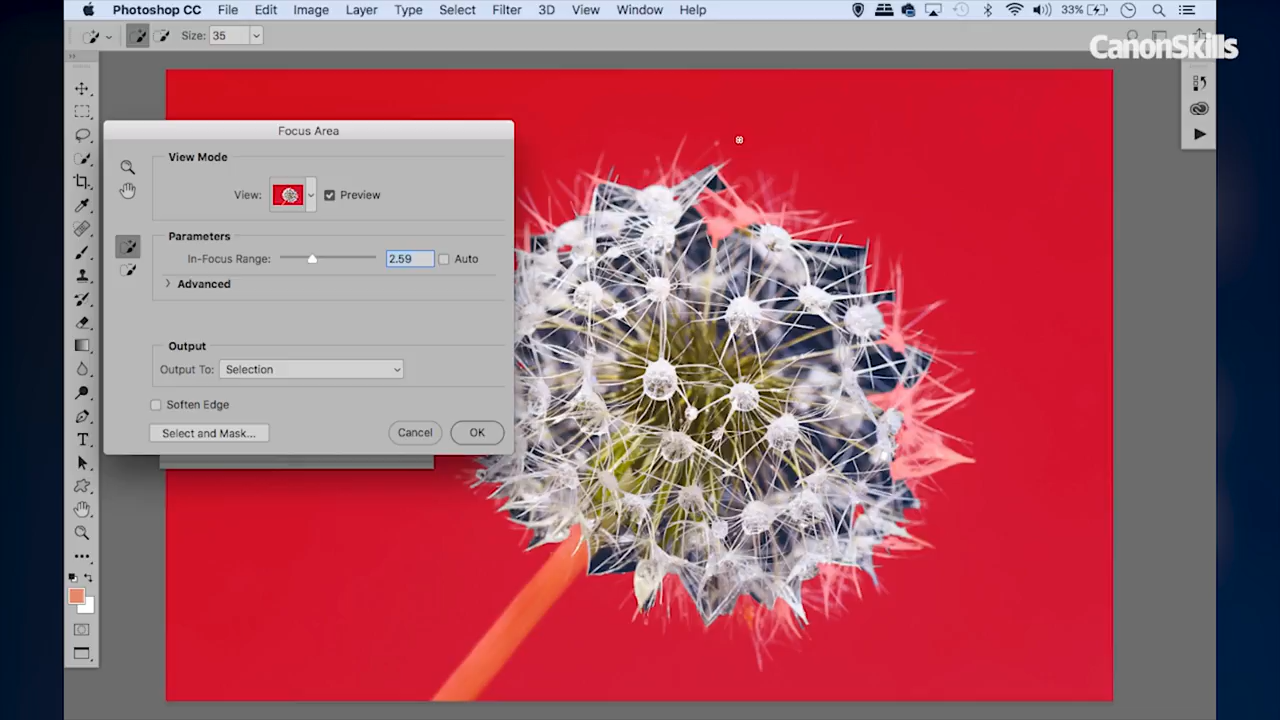 Photoshop CC File Edit Image Layer Type Select Filter 3D View Window Help 33%
Size: 35
CanonSkills
Focus Area
View Mode
View: Preview
Parameters
In-Focus Range: 2.59 Auto
Advanced
Output
Output To: Selection
Soften Edge
Select and Mask... Cancel OK